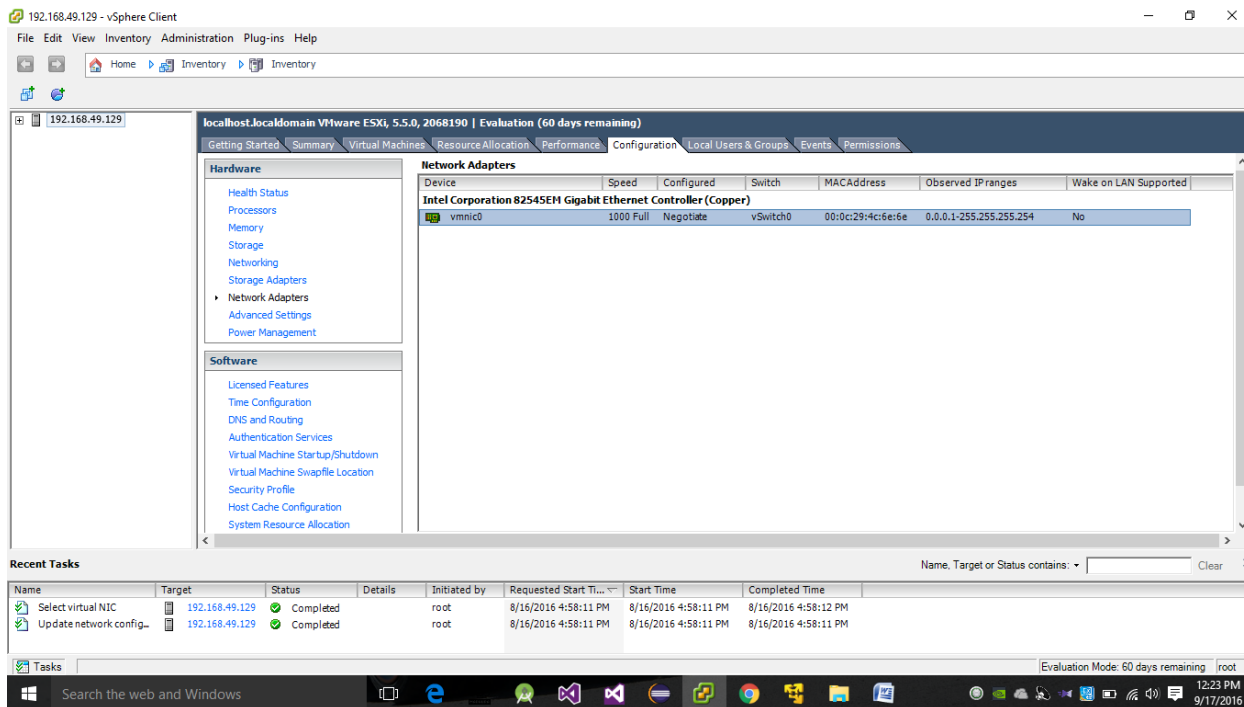 192.168.49.129 - vSphere Client
File Edit View Inventory Administration Plug-ins Help
Home Inventory Inventory
192.168.49.129
localhost.localdomain VMware ESXi, 5.5.0, 2068190 | Evaluation (60 days remaining)
Getting Started Summary Virtual Machines Resource Allocation Performance Configuration Local Users & Groups Events Permissions
Hardware
Health Status
Processors
Memory
Storage
Networking
Storage Adapters
Network Adapters
Advanced Settings
Power Management
Software
Licensed Features
Time Configuration
DNS and Routing
Authentication Services
Virtual Machine Startup/Shutdown
Virtual Machine Swapfile Location
Security Profile
Host Cache Configuration
System Resource Allocation
Network Adapters
Device Speed Configured Switch MACAddress Observed IP ranges Wake on LAN Supported
Intel Corporation 82545EM Gigabit Ethernet Controller (Copper)
vmnic0 1000 Full Negotiate vSwitch0 00:0c:29:4c:6e:6e 0.0.0.1-255.255.255.254 No
Recent Tasks
Name, Target or Status contains: Clear
Name Target Status Details Initiated by Requested Start Ti... Start Time Completed Time
Select virtual NIC 192.168.49.129 Completed root 8/16/2016 4:58:11 PM 8/16/2016 4:58:11 PM 8/16/2016 4:58:12 PM
Update network config... 192.168.49.129 Completed root 8/16/2016 4:58:11 PM 8/16/2016 4:58:11 PM 8/16/2016 4:58:11 PM
Tasks Evaluation Mode: 60 days remaining root
Search the web and Windows
12:23 PM
9/17/2016